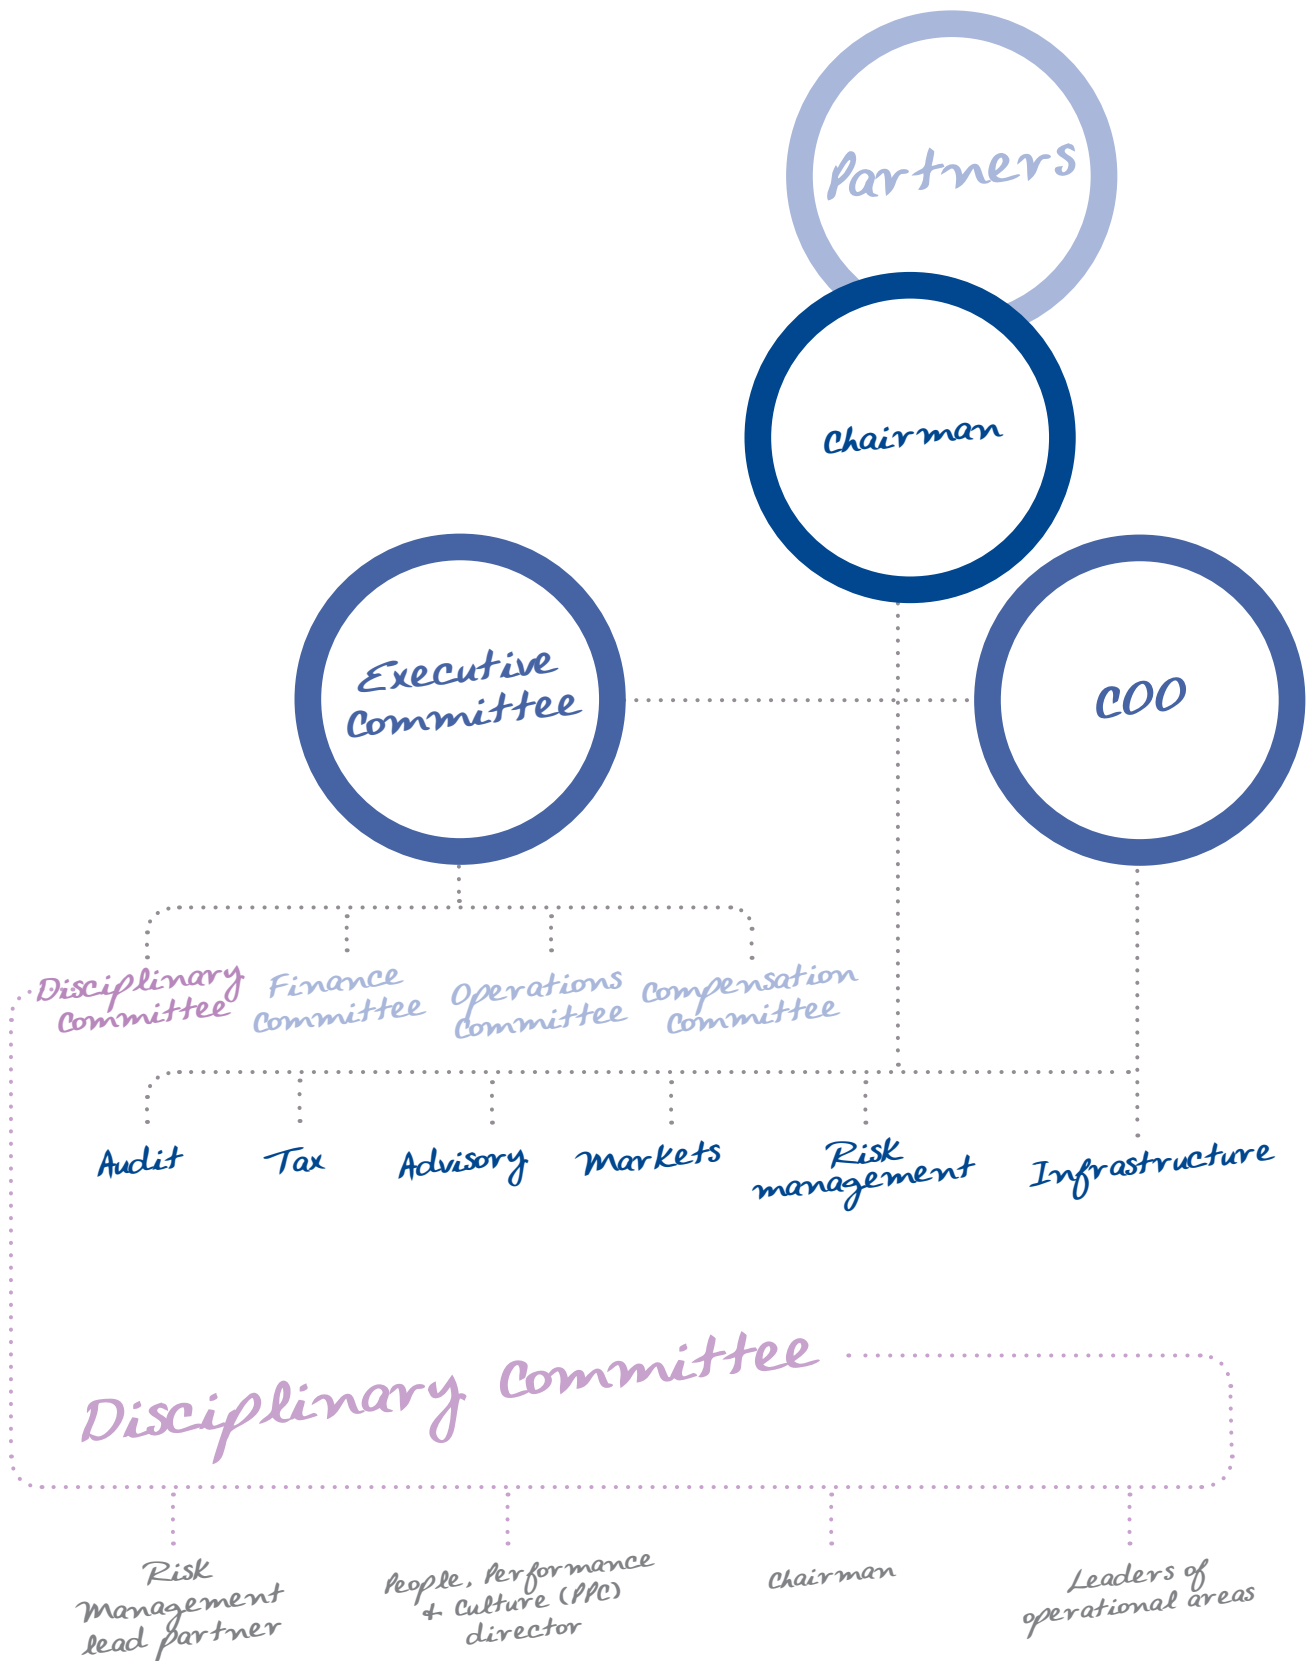 Partners
Chairman
Executive
Committee
COO
Disciplinary
Committee
Finance
Committee
Operations
Committee
Compensation
Committee
Audit
Tax
Advisory
Markets
Risk
management
Infrastructure
Disciplinary Committee
Risk
Management
lead partner
People, Performance
& Culture (PPC)
director
Chairman
Leaders of
operational areas